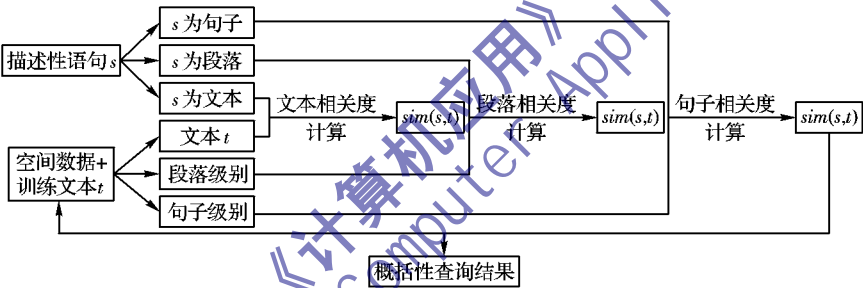 s为句子
描述性语句s
s为段落
s为文本
文本相关度
计算
sim(s,t)
段落相关度
计算
sim(s,t)
句子相关度
计算
sim(s,t)
文本t
空间数据+
训练文本t
段落级别
句子级别
概括性查询结果
《计算机应用》
Computer Appli